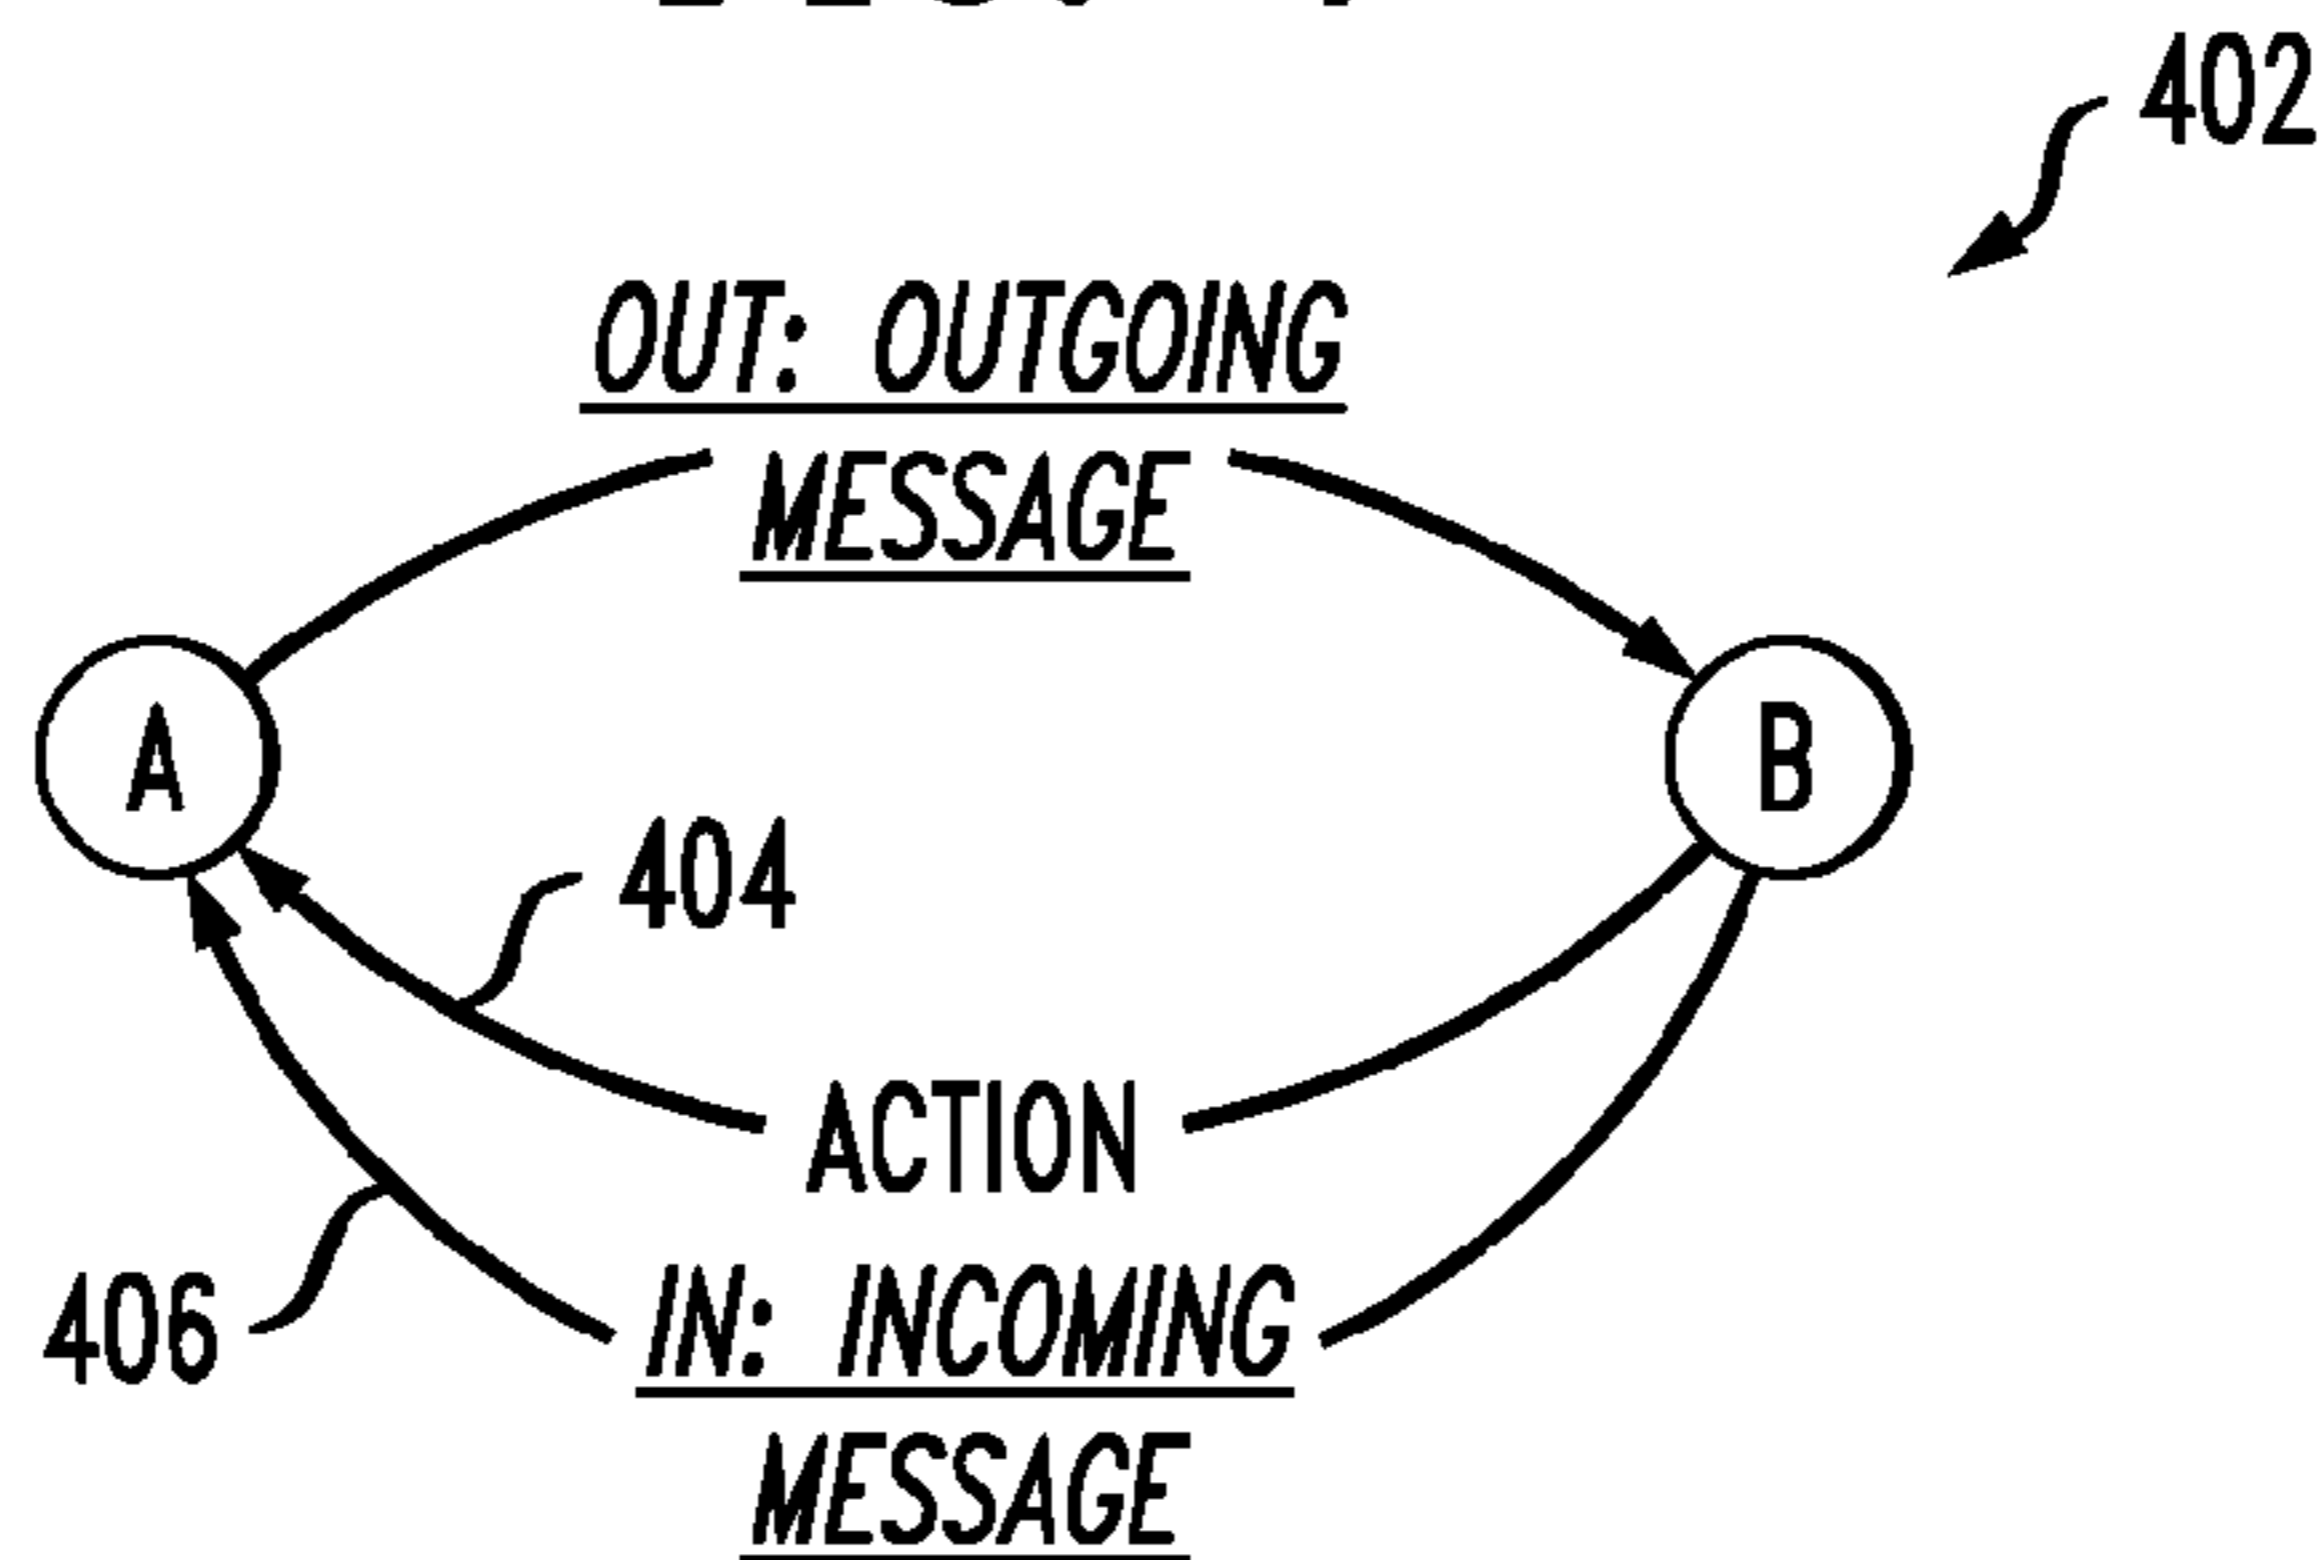 402
OUT: OUTGOING
MESSAGE
A
B
404
ACTION
406
IN: INCOMING
MESSAGE